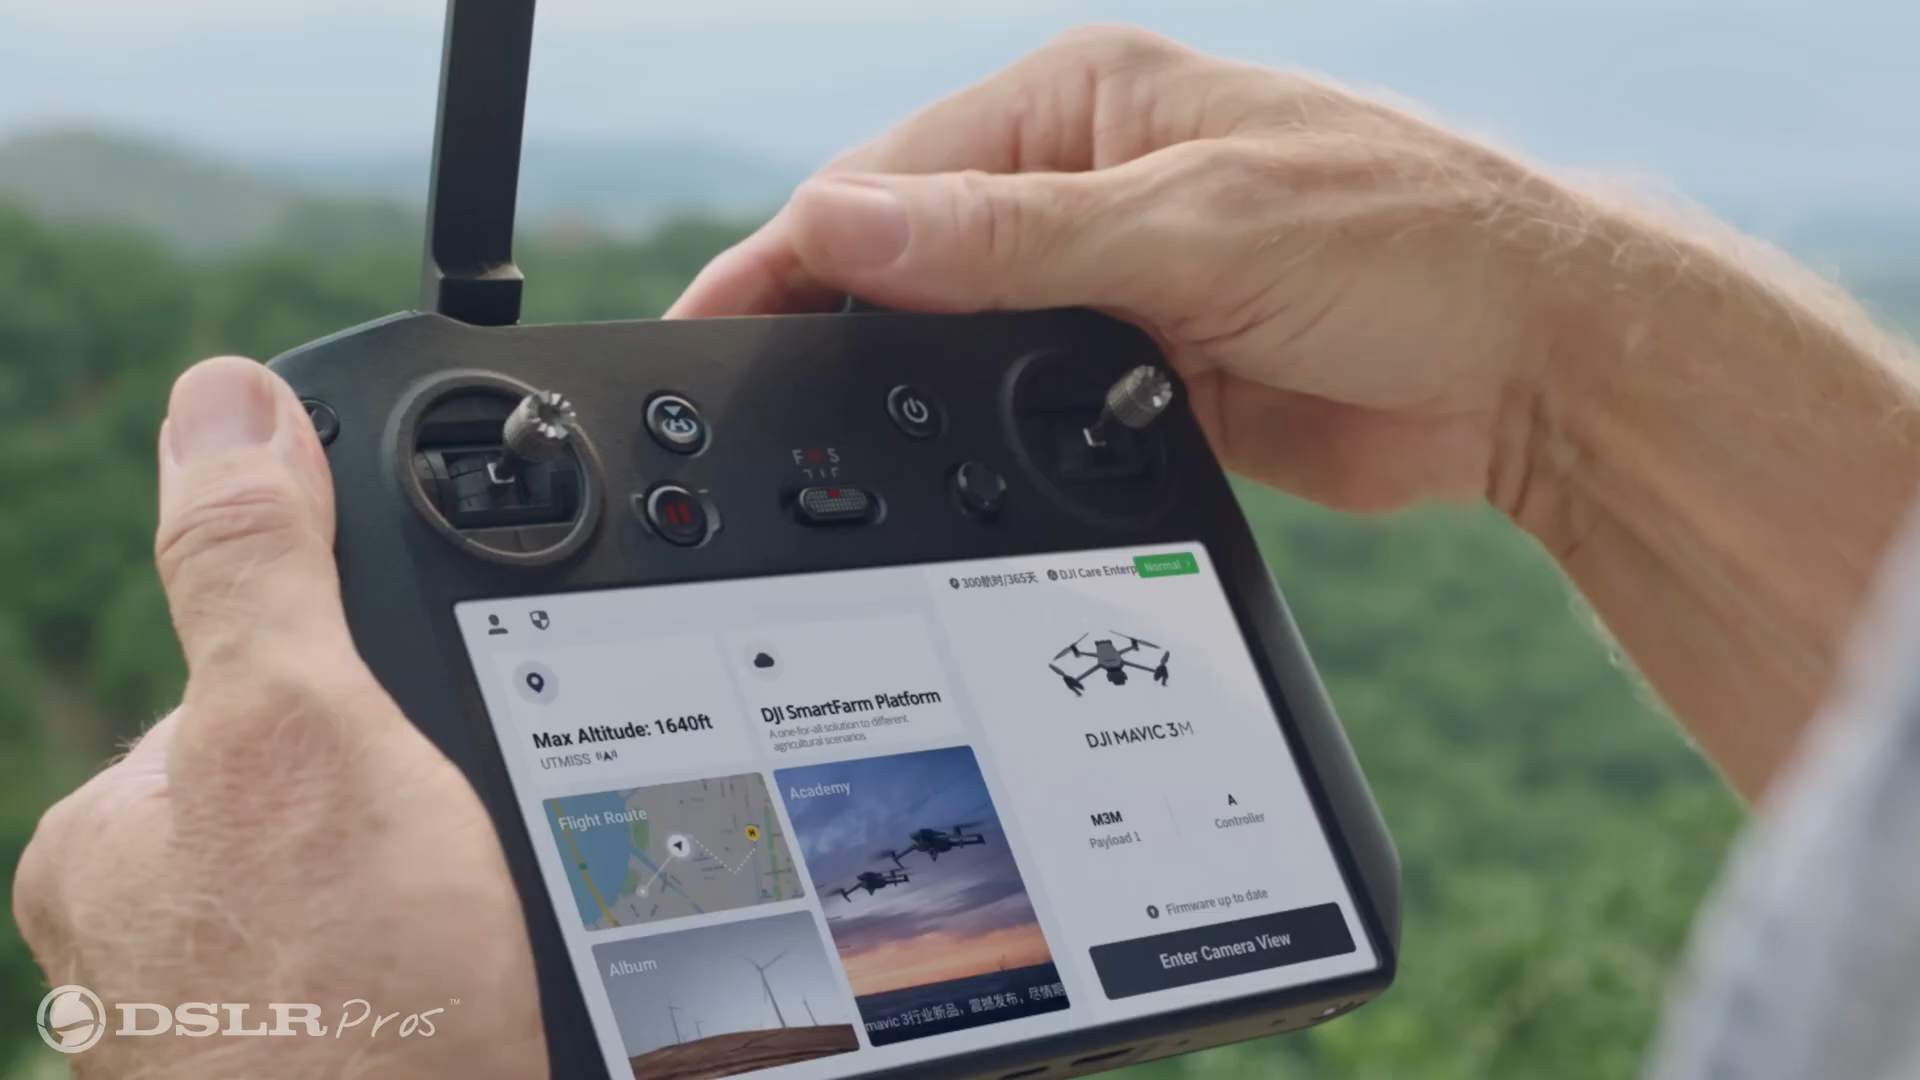 F S
300航时/365天
DJI Care Enterp
Normal
Max Altitude: 1640ft
UTMISS
DJI SmartFarm Platform
A one-for-all solution to different
agricultural scenarios
DJI MAVIC 3M
Flight Route
H
Academy
M3M
Payload 1
A
Controller
Firmware up to date
Enter Camera View
Album
mavic 3行业新品，震撼发布，尽情期
DSLRPros™